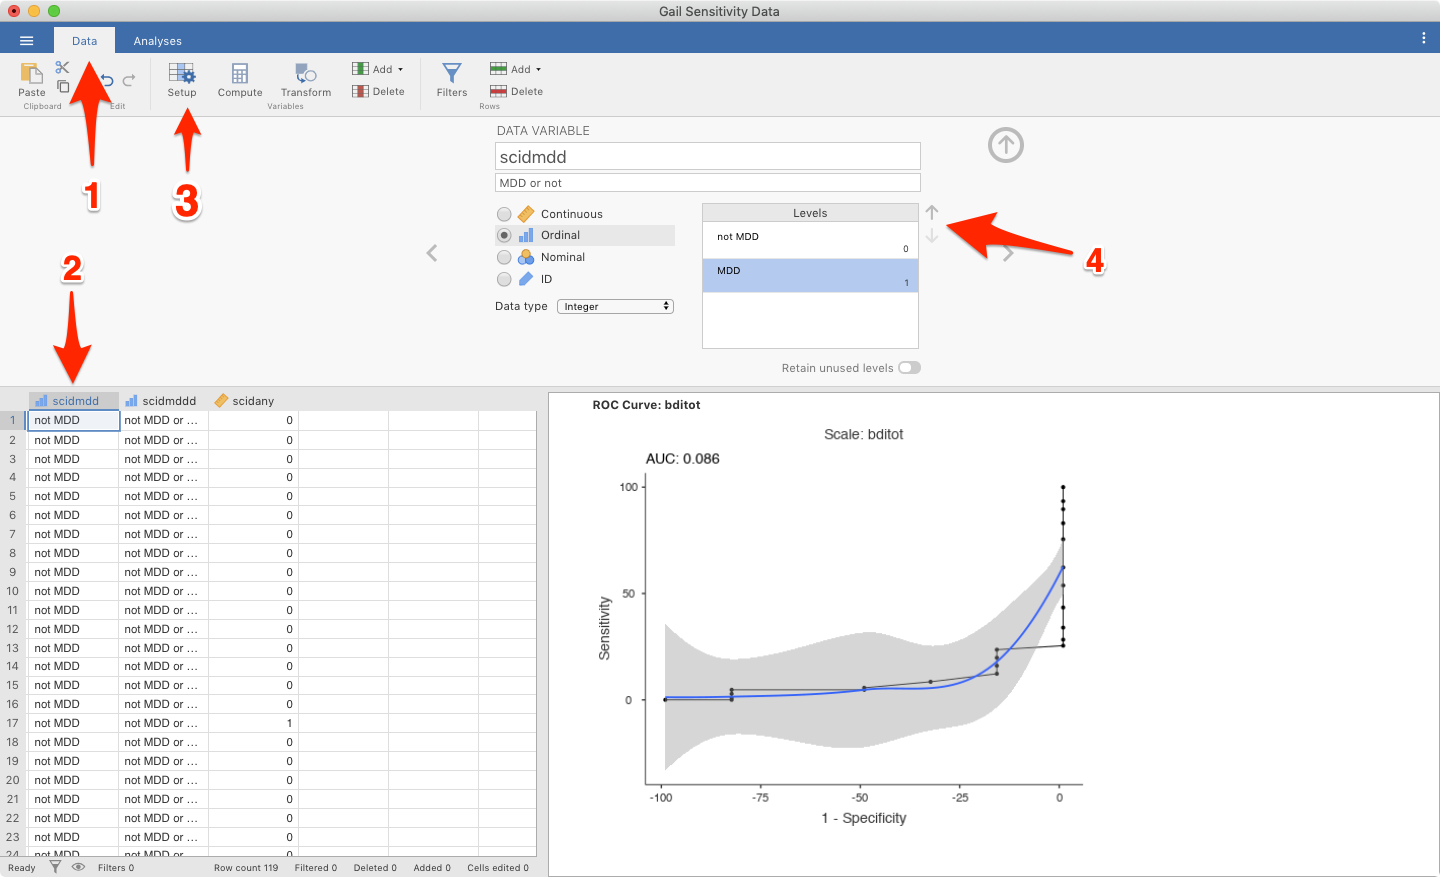 Gail Sensitivity Data
Data Analyses
Paste Setup Compute Transform Add Delete Filters Add Delete
Clipboard Edit Variables Rows
1
3
2
4
DATA VARIABLE
scidmdd
MDD or not
Continuous
Ordinal
Nominal
ID
Data type Integer
Levels
not MDD
0
MDD
1
Retain unused levels
scidmdd scidmddd scidany
1 not MDD not MDD or ... 0
2 not MDD not MDD or ... 0
3 not MDD not MDD or ... 0
4 not MDD not MDD or ... 0
5 not MDD not MDD or ... 0
6 not MDD not MDD or ... 0
7 not MDD not MDD or ... 0
8 not MDD not MDD or ... 0
9 not MDD not MDD or ... 0
10 not MDD not MDD or ... 0
11 not MDD not MDD or ... 0
12 not MDD not MDD or ... 0
13 not MDD not MDD or ... 0
14 not MDD not MDD or ... 0
15 not MDD not MDD or ... 0
16 not MDD not MDD or ... 0
17 not MDD not MDD or ... 1
18 not MDD not MDD or ... 0
19 not MDD not MDD or ... 0
20 not MDD not MDD or ... 0
21 not MDD not MDD or ... 0
22 not MDD not MDD or ... 0
23 not MDD not MDD or ... 0
24 not MDD not MDD or ... 0
Ready Filters 0 Row count 119 Filtered 0 Deleted 0 Added 0 Cells edited 0
ROC Curve: bditot
Scale: bditot
AUC: 0.086
100
50
0
Sensitivity
-100 -75 -50 -25 0
1 - Specificity